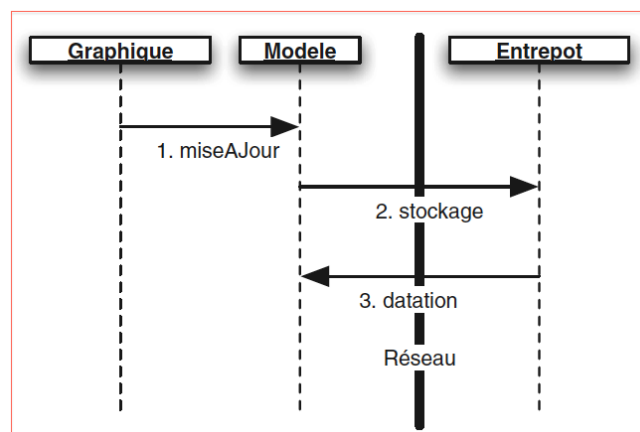 Graphique
Modele
Entrepot
1. miseAJour
2. stockage
3. datation
Réseau